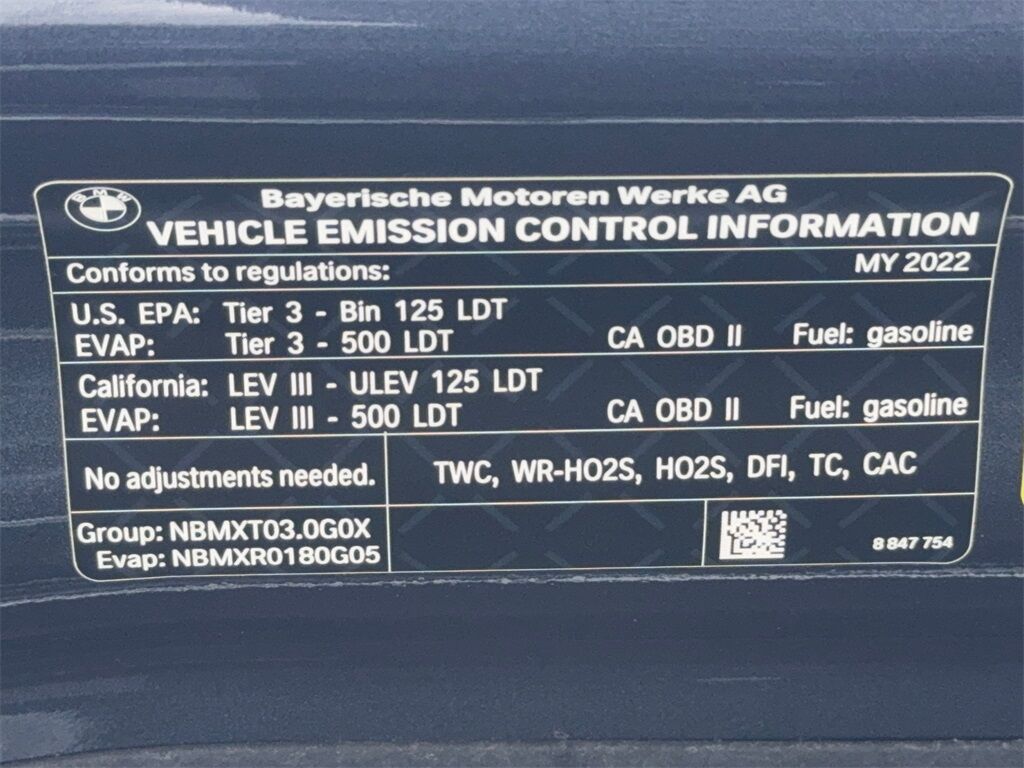 BMW
Bayerische Motoren Werke AG
VEHICLE EMISSION CONTROL INFORMATION
Conforms to regulations: MY 2022
U.S. EPA: Tier 3 - Bin 125 LDT
EVAP: Tier 3 - 500 LDT CA OBD II Fuel: gasoline
California: LEV III - ULEV 125 LDT
EVAP: LEV III - 500 LDT CA OBD II Fuel: gasoline
No adjustments needed. TWC, WR-HO2S, HO2S, DFI, TC, CAC
Group: NBMXT03.0G0X
Evap: NBMXR0180G05 8 847 754